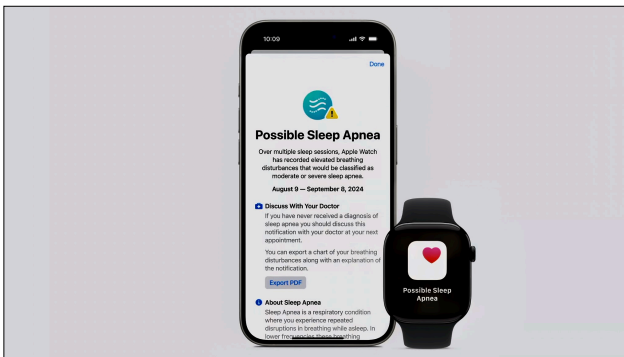 10:09
Done
Possible Sleep Apnea
Over multiple sleep sessions, Apple Watch
has recorded elevated breathing
disturbances that would be classified as
moderate or severe sleep apnea.
August 9 — September 8, 2024
Discuss With Your Doctor
If you have never received a diagnosis of
sleep apnea you should discuss this
notification with your doctor at your next
appointment.
You can export a chart of your breathing
disturbances along with an explanation of
the notification.
Export PDF
About Sleep Apnea
Sleep Apnea is a respiratory condition
where you experience repeated
disruptions in breathing while asleep. In
lower frequencies these breathing
Possible Sleep
Apnea